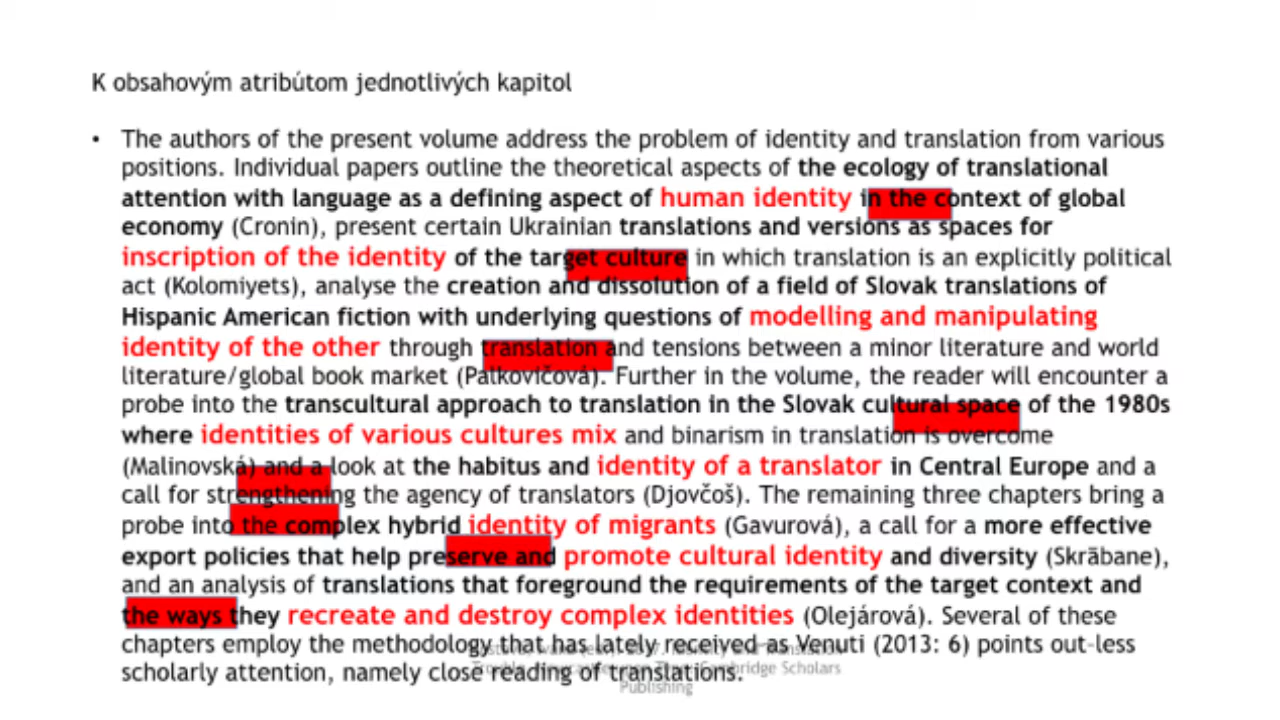 K obsahovým atribútom jednotlivých kapitol
• The authors of the present volume address the problem of identity and translation from various
positions. Individual papers outline the theoretical aspects of the ecology of translational
attention with language as a defining aspect of human identity in the context of global
economy (Cronin), present certain Ukrainian translations and versions as spaces for
inscription of the identity of the target culture in which translation is an explicitly political
act (Kolomiyets), analyse the creation and dissolution of a field of Slovak translations of
Hispanic American fiction with underlying questions of modelling and manipulating
identity of the other through translation and tensions between a minor literature and world
literature/global book market (Palkovičová). Further in the volume, the reader will encounter a
probe into the transcultural approach to translation in the Slovak cultural space of the 1980s
where identities of various cultures mix and binarism in translation is overcome
(Malinovská) and a look at the habitus and identity of a translator in Central Europe and a
call for strengthening the agency of translators (Djovčoš). The remaining three chapters bring a
probe into the complex hybrid identity of migrants (Gavurová), a call for a more effective
export policies that help preserve and promote cultural identity and diversity (Skrābane),
and an analysis of translations that foreground the requirements of the target context and
the ways they recreate and destroy complex identities (Olejárová). Several of these
chapters employ the methodology that has lately received as Venuti (2013: 6) points out-less
scholarly attention, namely close reading of translations.
Cambridge Scholars
Publishing